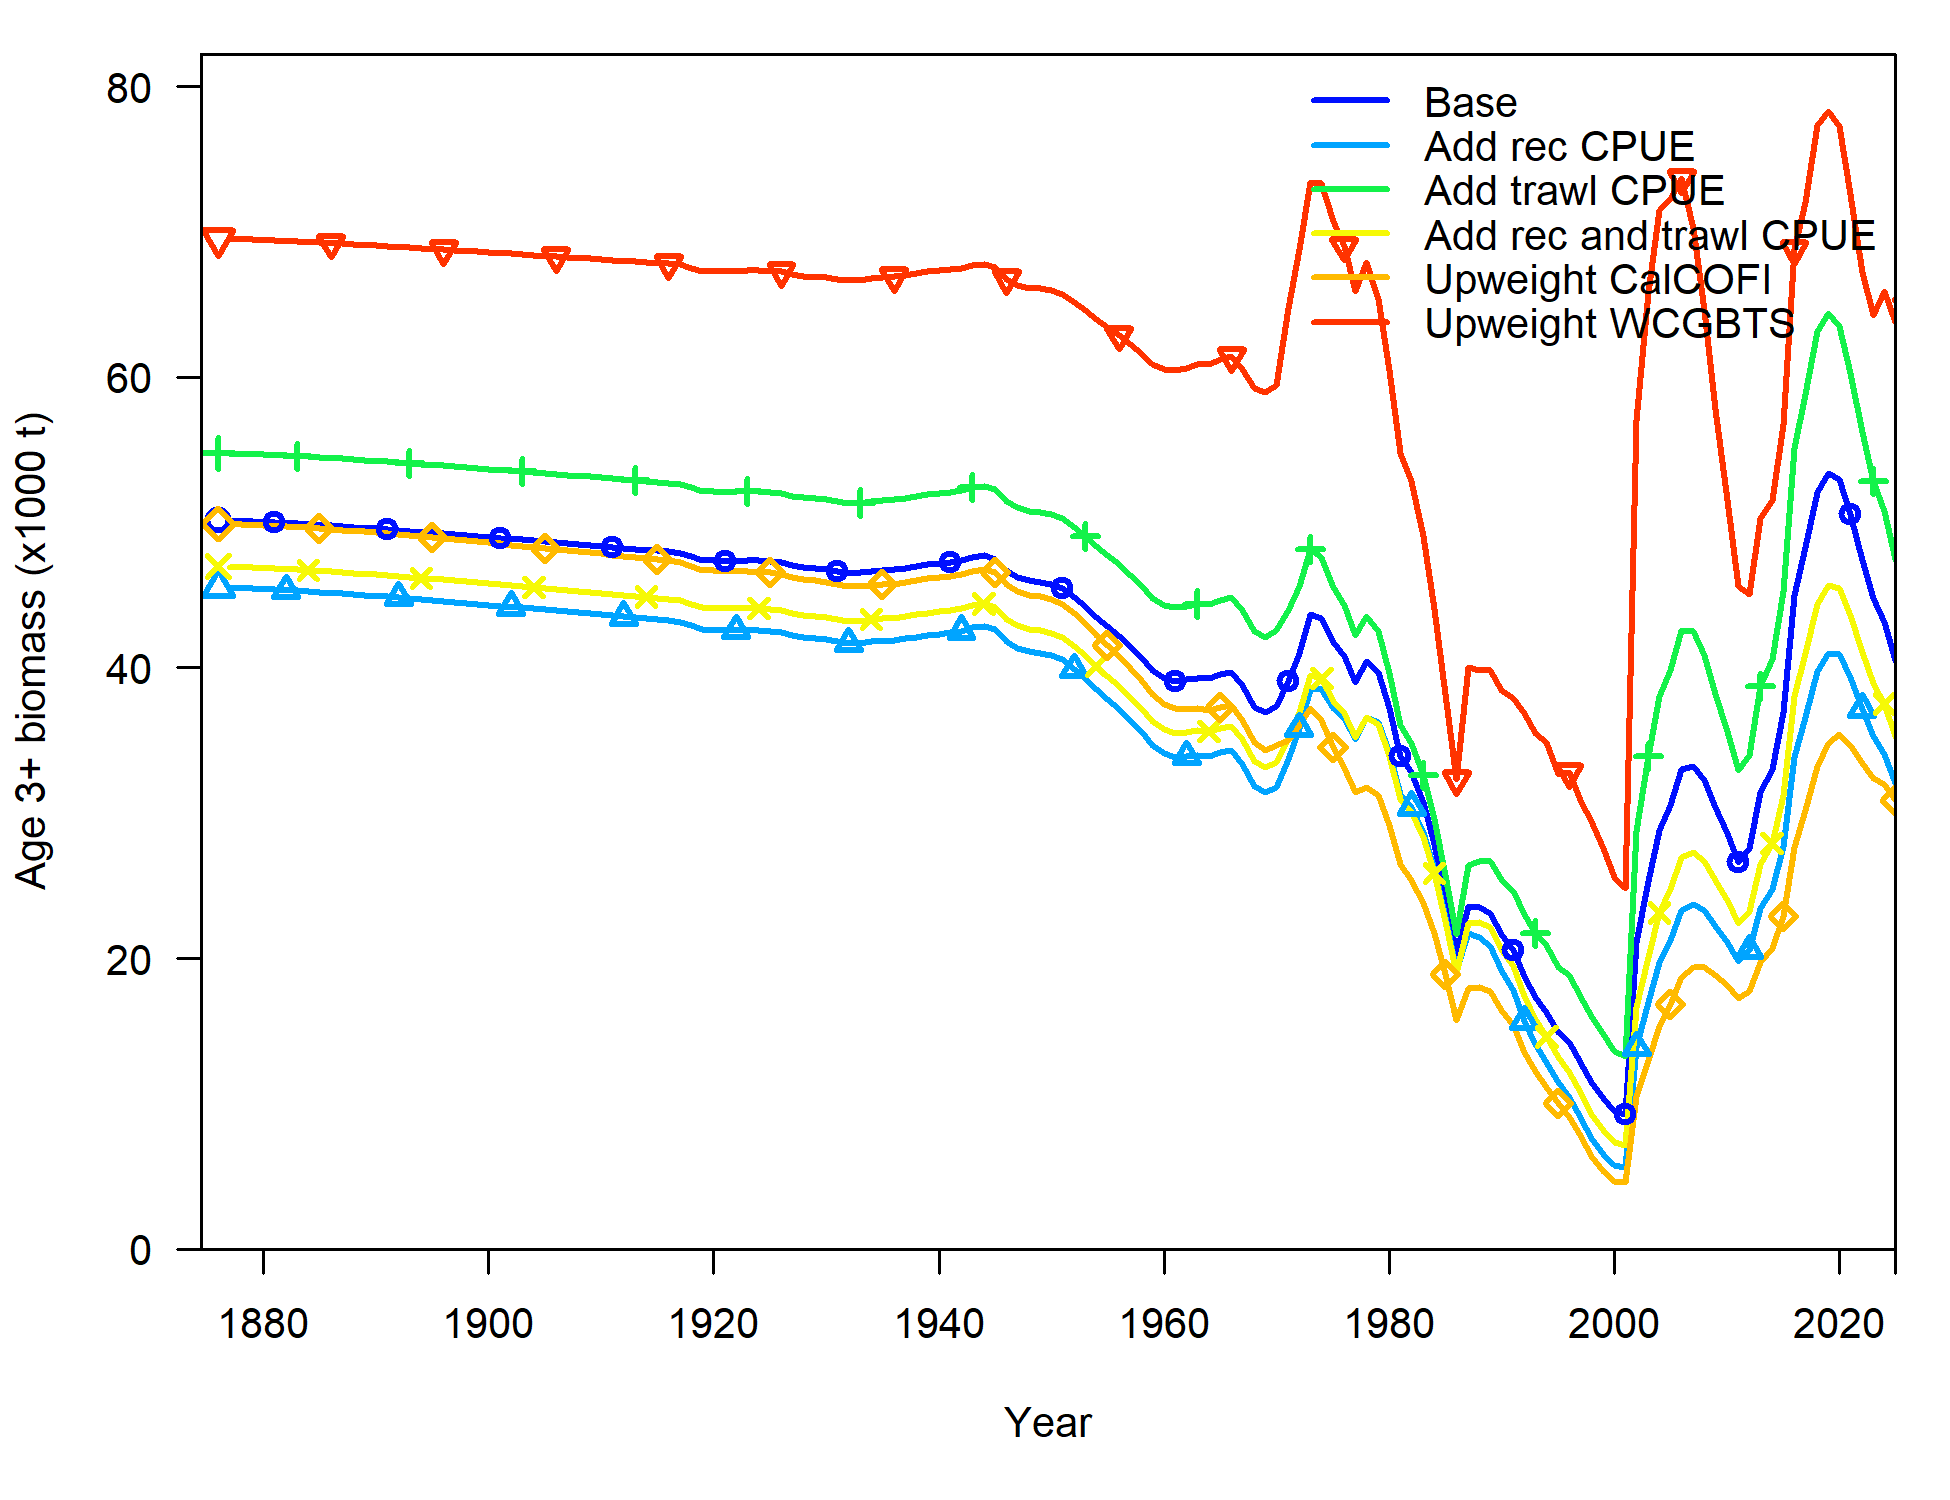 80
60
40
20
0
Age 3+ biomass (x1000 t)
Base
Add rec CPUE
Add trawl CPUE
Add rec and trawl CPUE
Upweight CalCOFI
Upweight WCGBTS
1880 1900 1920 1940 1960 1980 2000 2020
Year